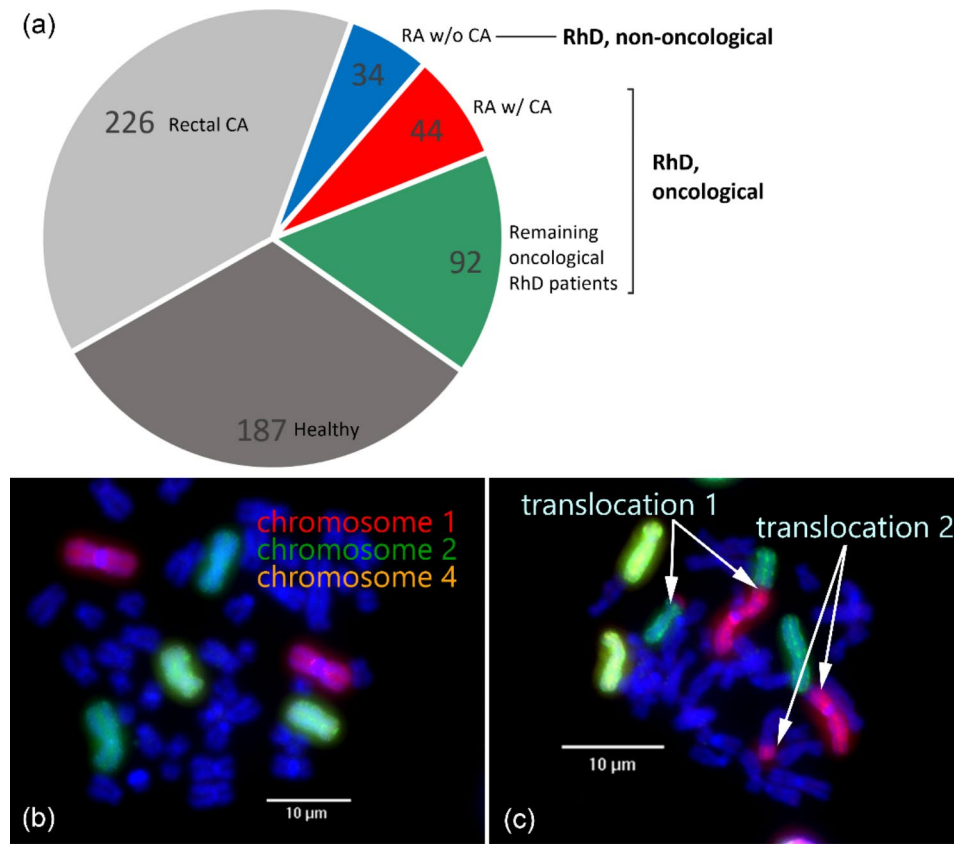 (a)
RA w/o CA
RhD, non-oncological
34
226
Rectal CA
RA w/ CA
44
RhD,
oncological
Remaining
oncological
RhD patients
92
187 Healthy
chromosome 1
chromosome 2
chromosome 4
10 µm
(b)
translocation 1
translocation 2
10 µm
(c)